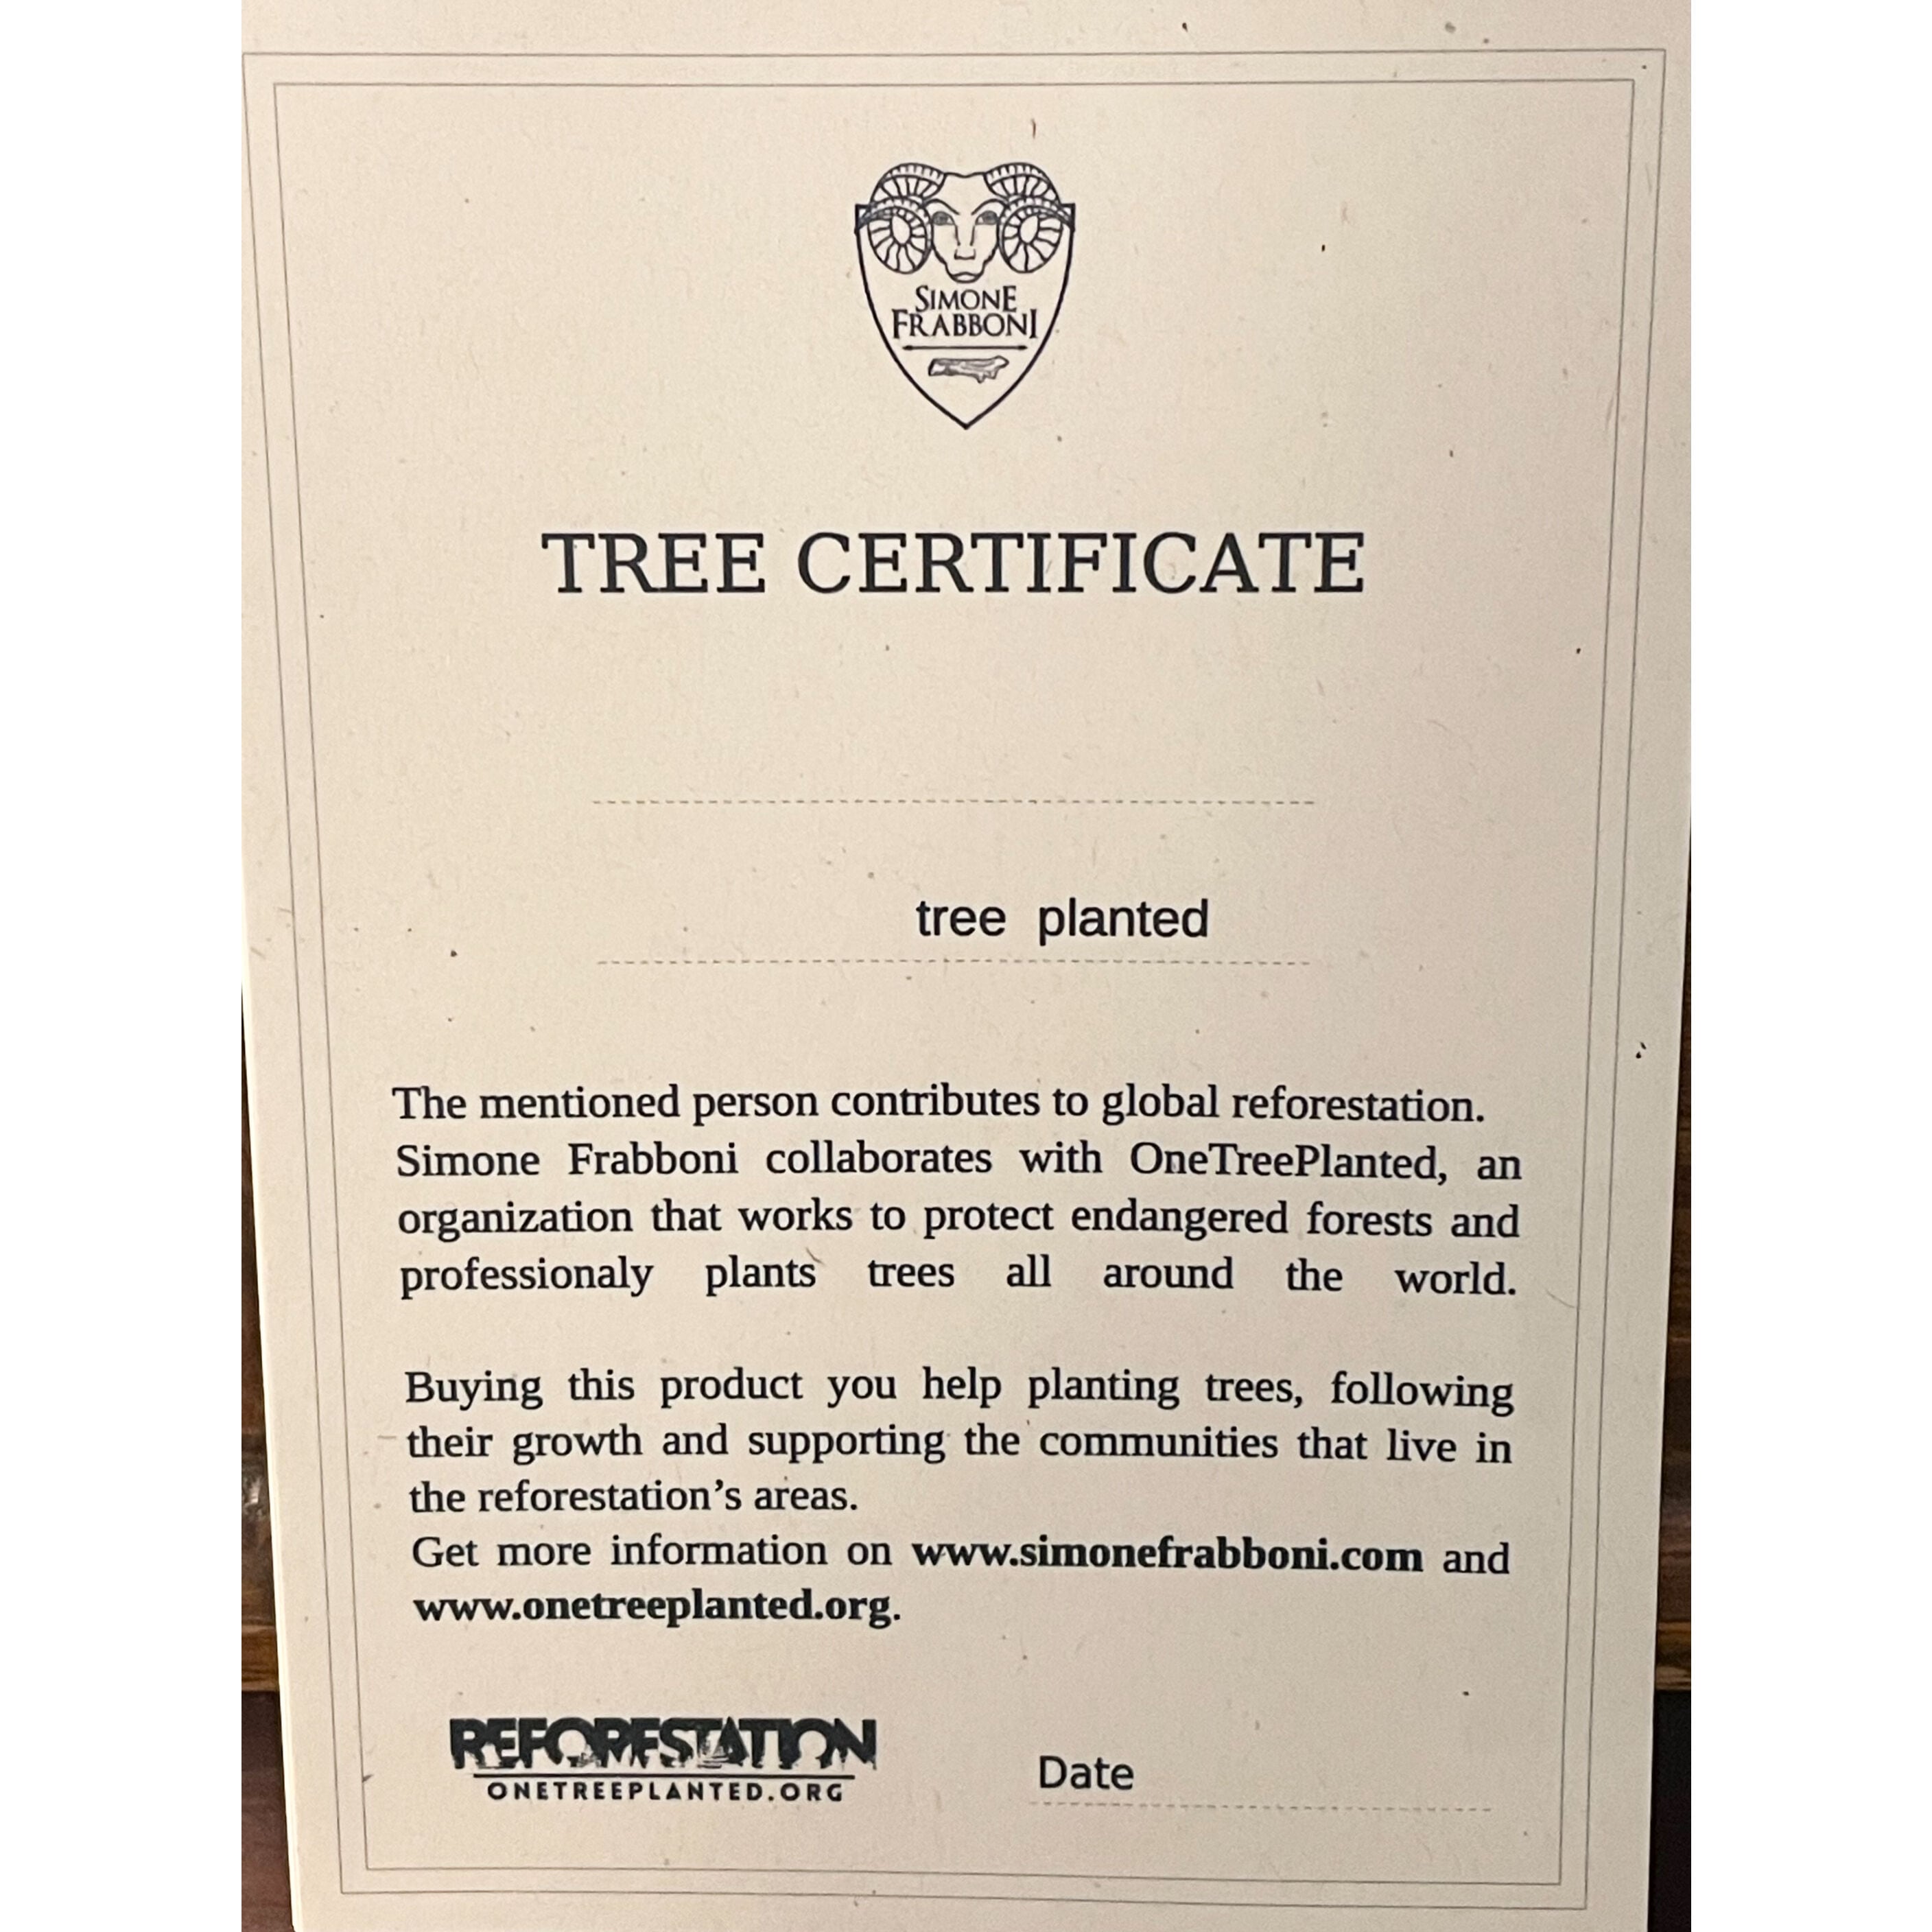 SIMONE
FRABBONI
TREE CERTIFICATE
tree planted
The mentioned person contributes to global reforestation.
Simone Frabboni collaborates with OneTreePlanted, an
organization that works to protect endangered forests and
professionaly plants trees all around the world.
Buying this product you help planting trees, following
their growth and supporting the communities that live in
the reforestation’s areas.
Get more information on www.simonefrabboni.com and
www.onetreeplanted.org.
REFORESTATION
ONETREEPLANTED.ORG
Date